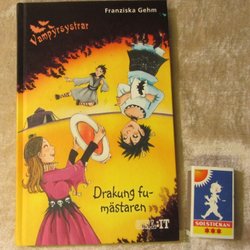 Franziska Gehm
Vampyrsystrar
Drakung fu-
mästaren
SOLSTICKAN